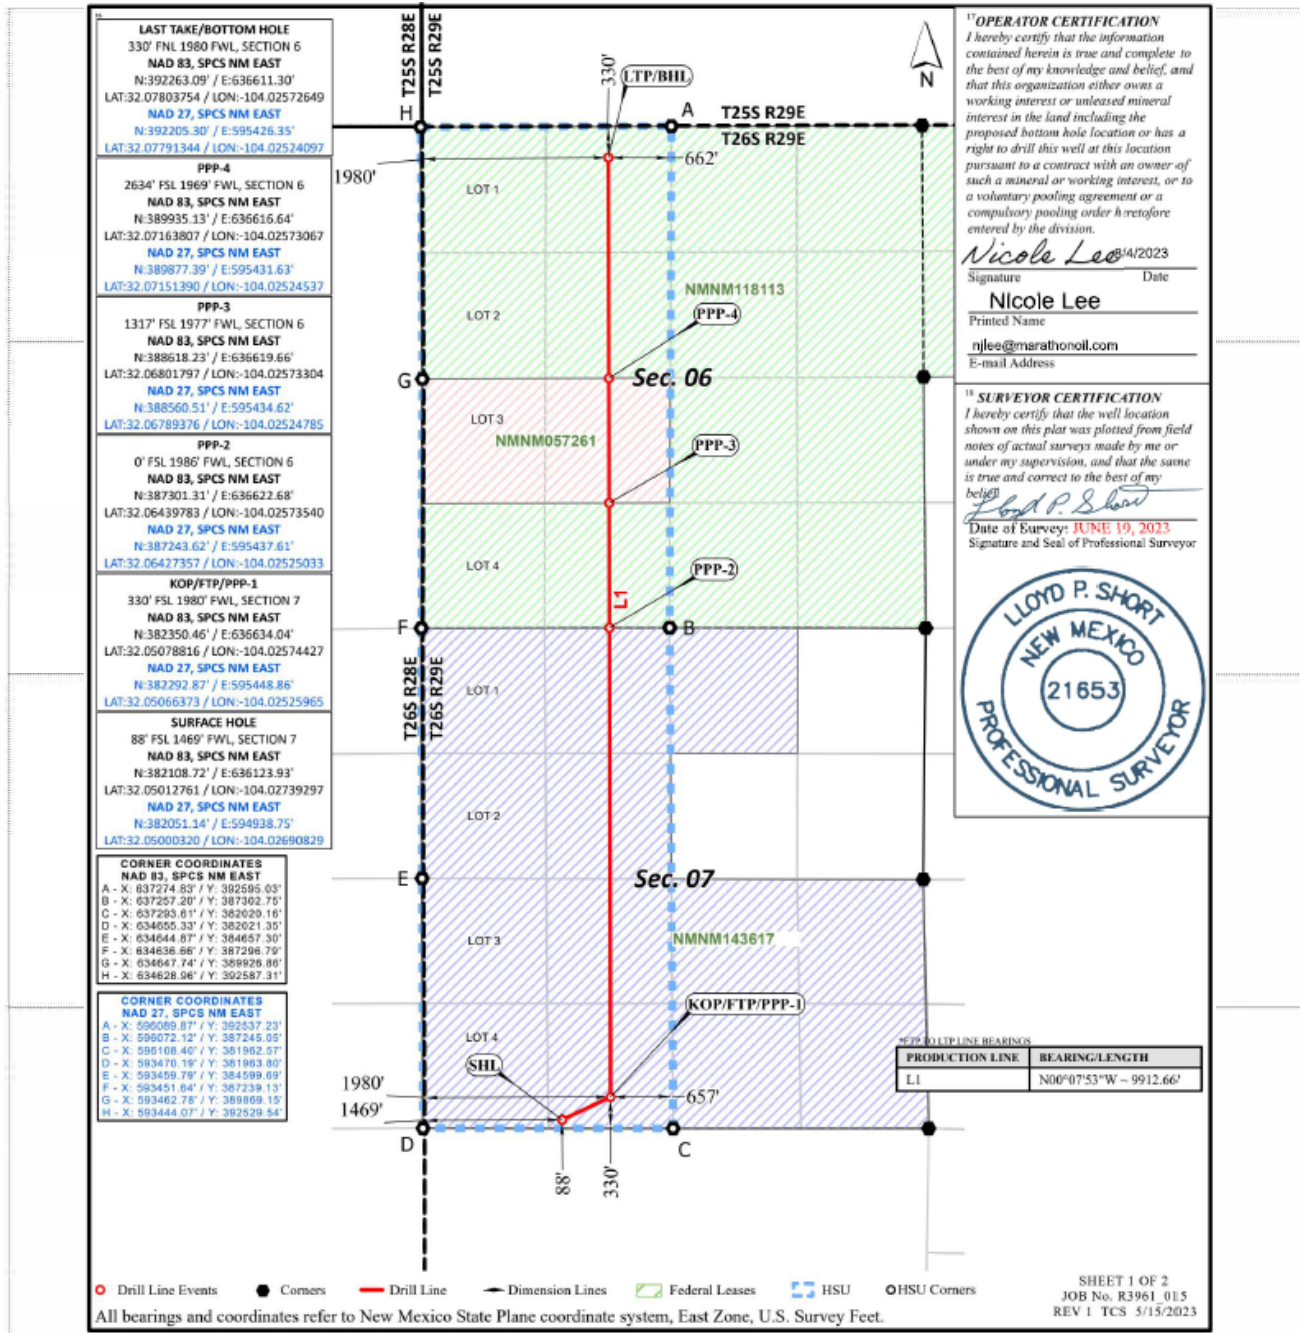 16
LAST TAKE/BOTTOM HOLE
330' FNL 1980 FWL, SECTION 6
NAD 83, SPCS NM EAST
N:392263.09' / E:636611.30'
LAT:32.07803754 / LON:-104.02572649
NAD 27, SPCS NM EAST
N:392205.30' / E:595426.35'
LAT:32.07791344 / LON:-104.02524097
PPP-4
2634' FSL 1969' FWL, SECTION 6
NAD 83, SPCS NM EAST
N:389935.13' / E:636616.64'
LAT:32.07163807 / LON:-104.02573067
NAD 27, SPCS NM EAST
N:389877.39' / E:595431.63'
LAT:32.07151390 / LON:-104.02524537
PPP-3
1317' FSL 1977' FWL, SECTION 6
NAD 83, SPCS NM EAST
N:388618.23' / E:636619.66'
LAT:32.06801797 / LON:-104.02573304
NAD 27, SPCS NM EAST
N:388560.51' / E:595434.62'
LAT:32.06789376 / LON:-104.02524785
PPP-2
0' FSL 1986' FWL, SECTION 6
NAD 83, SPCS NM EAST
N:387301.31' / E:636622.68'
LAT:32.06439783 / LON:-104.02573540
NAD 27, SPCS NM EAST
N:387243.62' / E:595437.61'
LAT:32.06427357 / LON:-104.02525033
KOP/FTP/PPP-1
330' FSL 1980' FWL, SECTION 7
NAD 83, SPCS NM EAST
N:382350.46' / E:636634.04'
LAT:32.05078816 / LON:-104.02574427
NAD 27, SPCS NM EAST
N:382292.87' / E:595448.86'
LAT:32.05066373 / LON:-104.02525965
SURFACE HOLE
88' FSL 1469' FWL, SECTION 7
NAD 83, SPCS NM EAST
N:382108.72' / E:636123.93'
LAT:32.05012761 / LON:-104.02739297
NAD 27, SPCS NM EAST
N:382051.14' / E:594938.75'
LAT:32.05000320 / LON:-104.02690829
CORNER COORDINATES
NAD 83, SPCS NM EAST
A - X: 637274.83' / Y: 392595.03'
B - X: 637257.20' / Y: 387302.75'
C - X: 637293.61' / Y: 382020.16'
D - X: 634655.33' / Y: 382021.35'
E - X: 634644.87' / Y: 384657.30'
F - X: 634636.66' / Y: 387296.79'
G - X: 634647.74' / Y: 389926.86'
H - X: 634628.96' / Y: 392587.31'
CORNER COORDINATES
NAD 27, SPCS NM EAST
A - X: 596089.87' / Y: 392537.23'
B - X: 596072.12' / Y: 387245.05'
C - X: 596108.40' / Y: 381962.57'
D - X: 593470.19' / Y: 381963.80'
E - X: 593459.79' / Y: 384599.69'
F - X: 593451.64' / Y: 387239.13'
G - X: 593462.78' / Y: 389869.15'
H - X: 593444.07' / Y: 392529.54'
T25S R28E
T25S R29E
330'
LTP/BHL
N
H
A
T25S R29E
T26S R29E
1980'
662'
LOT 1
NMNM118113
LOT 2
PPP-4
G
Sec. 06
LOT 3
NMNM057261
PPP-3
LOT 4
PPP-2
L1
F
B
T26S R28E
T26S R29E
LOT 1
LOT 2
E
Sec. 07
LOT 3
NMNM143617
KOP/FTP/PPP-1
LOT 4
SHL
1980'
657'
1469'
D
C
88'
330'
17 OPERATOR CERTIFICATION
I hereby certify that the information
contained herein is true and complete to
the best of my knowledge and belief, and
that this organization either owns a
working interest or unleased mineral
interest in the land including the
proposed bottom hole location or has a
right to drill this well at this location
pursuant to a contract with an owner of
such a mineral or working interest, or to
a voluntary pooling agreement or a
compulsory pooling order heretofore
entered by the division.
Nicole Lee 8/4/2023
Signature Date
Nicole Lee
Printed Name
njlee@marathonoil.com
E-mail Address
18 SURVEYOR CERTIFICATION
I hereby certify that the well location
shown on this plat was plotted from field
notes of actual surveys made by me or
under my supervision, and that the same
is true and correct to the best of my
belief.
Lloyd P. Short
Date of Survey: JUNE 19, 2023
Signature and Seal of Professional Surveyor
LLOYD P. SHORT
NEW MEXICO
21653
PROFESSIONAL SURVEYOR
*FTP TO LTP LINE BEARINGS
PRODUCTION LINE BEARING/LENGTH
L1 N00°07'53"W ~ 9912.66'
Drill Line Events Corners Drill Line Dimension Lines Federal Leases HSU HSU Corners
All bearings and coordinates refer to New Mexico State Plane coordinate system, East Zone, U.S. Survey Feet.
SHEET 1 OF 2
JOB No. R3961_015
REV 1 TCS 5/15/2023